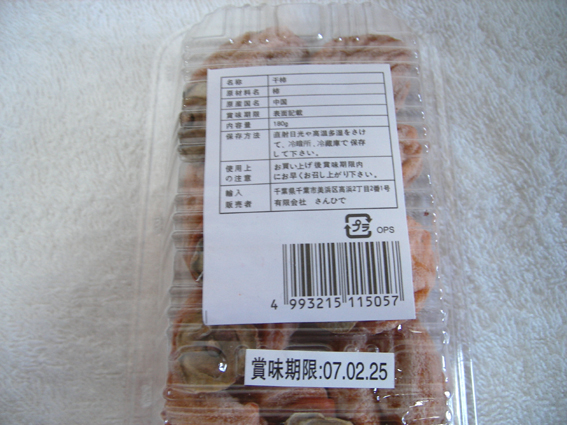 名称 干柿
原材料名 柿
原産国名 中国
賞味期限 表面記載
内容量 180g
保存方法 直射日光や高温多湿をさけ
て、冷暗所、冷蔵庫で保存
して下さい。
使用上
の注意
お買い上げ後賞味期限内
にお早くお召し上がり下さい。
輸入
販売者
千葉県千葉市美浜区高浜2丁目2番1号
有限会社 さんひで
プラ OPS
4 993215 115057
賞味期限:07.02.25